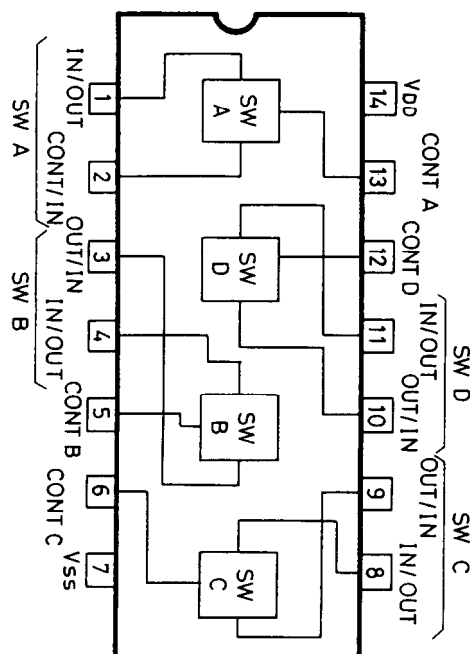 VDD
CONT A
CONT D
IN/OUT
OUT/IN
OUT/IN
IN/OUT
SW D
SW C
14
13
12
11
10
9
8
SW A
SW D
SW B
SW C
1
2
3
4
5
6
7
IN/OUT
CONT/IN
OUT/IN
IN/OUT
CONT B
CONT C
VSS
SW A
SW B